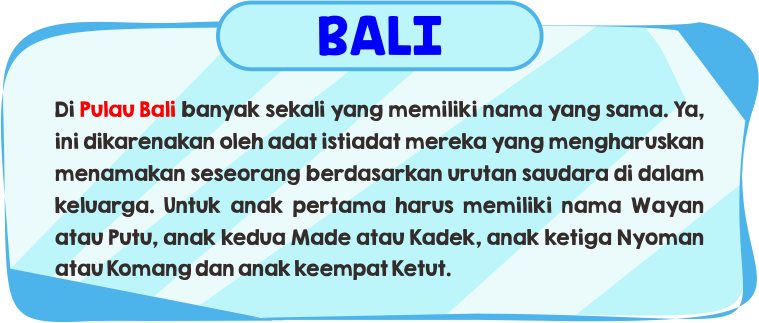 BALI
Di Pulau Bali banyak sekali yang memiliki nama yang sama. Ya,
ini dikarenakan oleh adat istiadat mereka yang mengharuskan
menamakan seseorang berdasarkan urutan saudara di dalam
keluarga. Untuk anak pertama harus memiliki nama Wayan
atau Putu, anak kedua Made atau Kadek, anak ketiga Nyoman
atau Komang dan anak keempat Ketut.